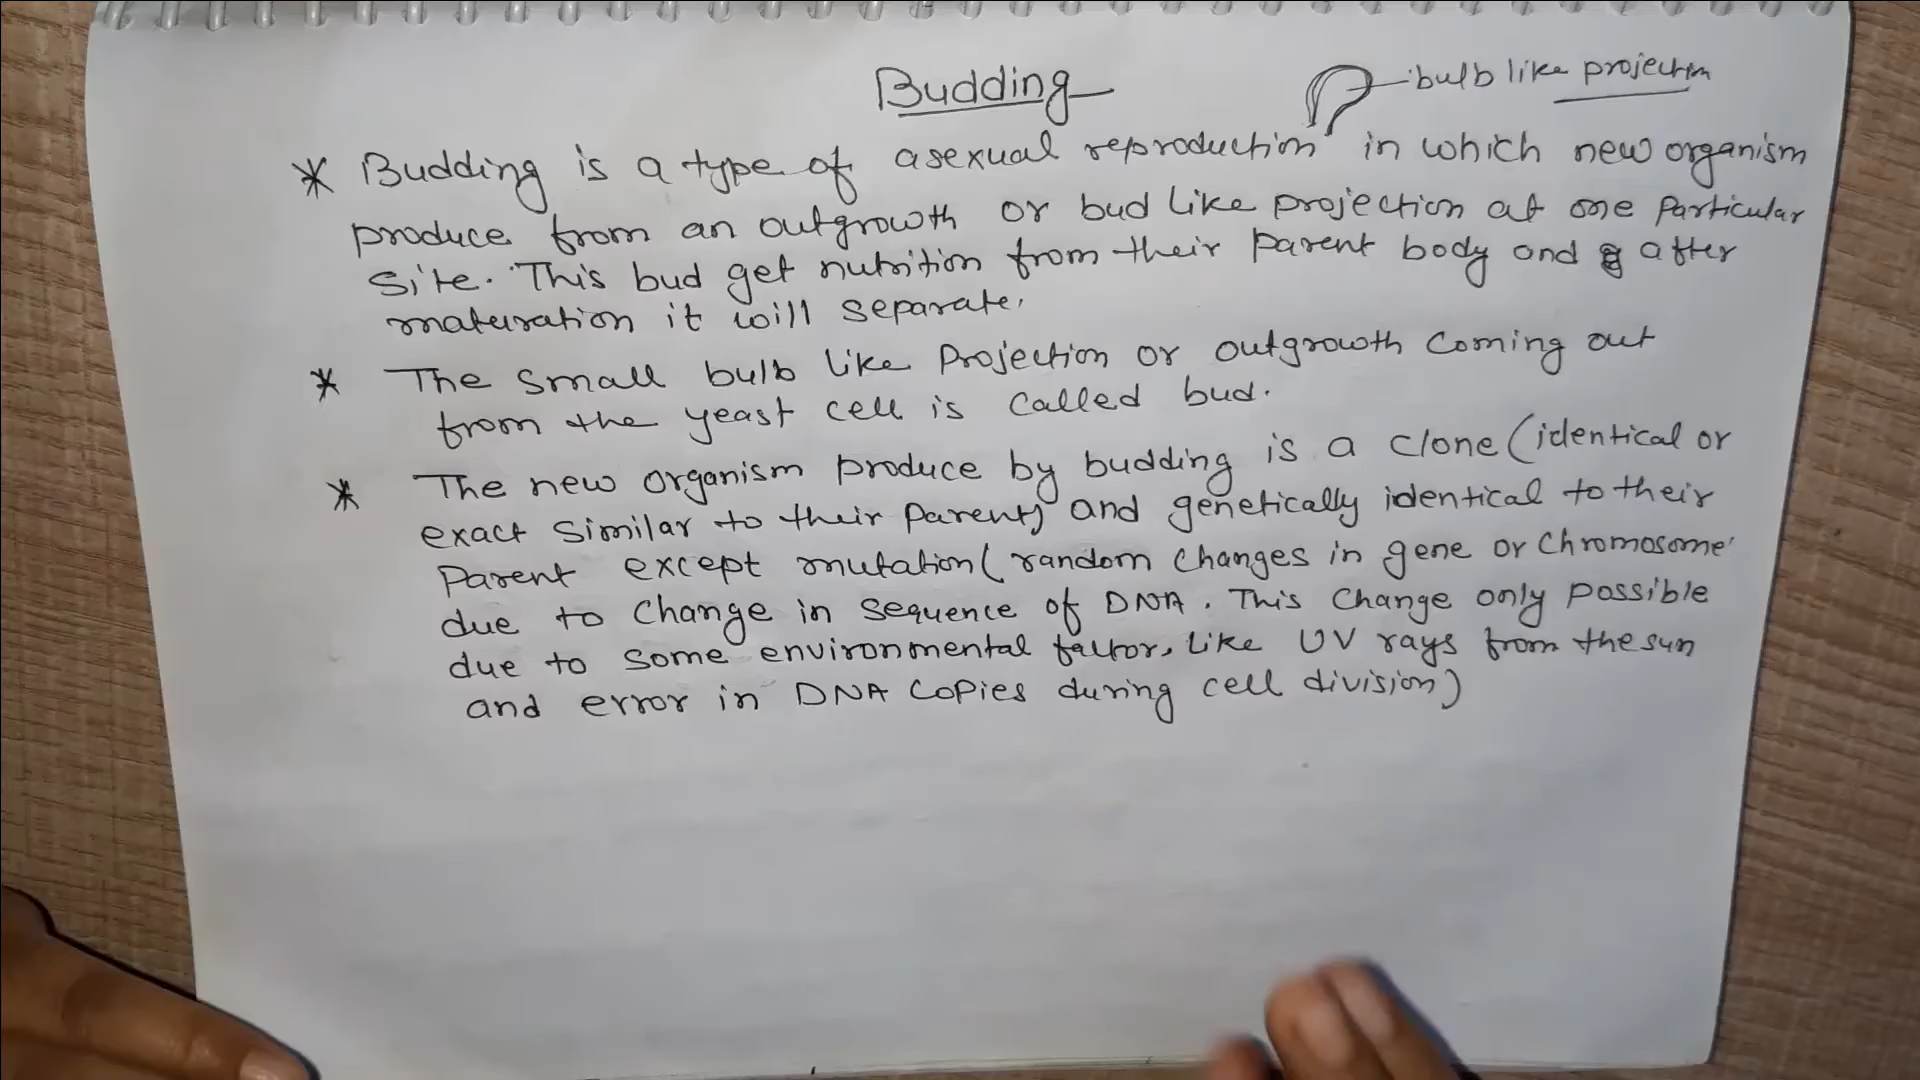 Budding
bulb like projection
* Budding is a type of asexual reproduction in which new organism
produce from an outgrowth or bud like projection at one particular
site. This bud get nutrition from their parent body and after
maturation it will separate.
* The small bulb like projection or outgrowth coming out
from the yeast cell is called bud.
* The new organism produce by budding is a clone (identical or
exact similar to their parent) and genetically identical to their
parent except mutation (random changes in gene or chromosome
due to change in sequence of DNA. This change only possible
due to some environmental factor, like UV rays from the sun
and error in DNA copies during cell division)